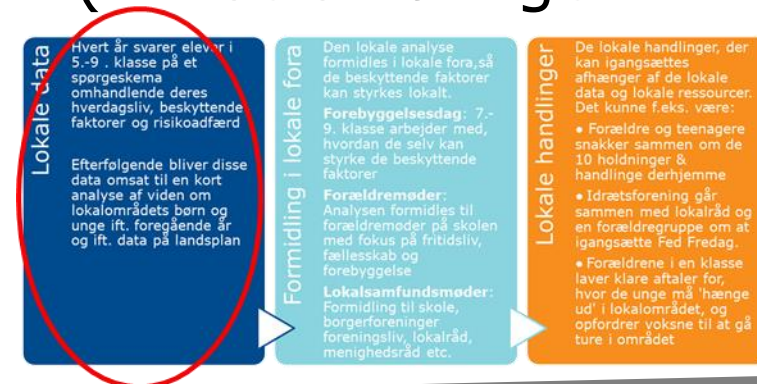 Lokale data
Hvert år svarer elever i
5.-9 . klasse på et
spørgeskema
omhandlende deres
hverdagsliv, beskyttende
faktorer og risikoadfærd
Efterfølgende bliver disse
data omsat til en kort
analyse af viden om
lokalområdets børn og
unge ift. foregående år
og ift. data på landsplan
Formidling i lokale fora
Den lokale analyse
formidles i lokale fora,så
de beskyttende faktorer
kan styrkes lokalt.
Forebyggelsesdag: 7.-
9. klasse arbejder med,
hvordan de selv kan
styrke de beskyttende
faktorer
Forældremøder:
Analysen formidles til
forældremøder på skolen
med fokus på fritidsliv,
fællesskab og
forebyggelse
Lokalsamfundsmøder:
Formidling til skole,
borgerforeninger
foreningsliv, lokalråd,
menighedsråd etc.
Lokale handlinger
De lokale handlinger, der
kan igangsættes
afhænger af de lokale
data og lokale ressourcer.
Det kunne f.eks. være:
• Forældre og teenagere
snakker sammen om de
10 holdninger &
handlinge derhjemme
• Idrætsforening går
sammen med lokalråd og
en forældregruppe om at
igangsætte Fed Fredag.
• Forældrene i en klasse
laver klare aftaler for,
hvor de unge må 'hænge
ud' i lokalområdet, og
opfordrer voksne til at gå
ture i området